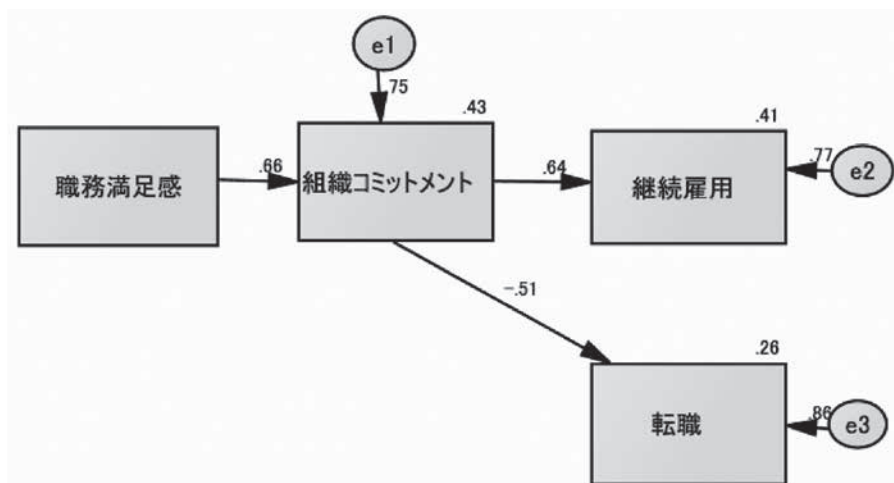 e1
75
.43
職務満足感
.66
組織コミットメント
.64
.41
継続雇用
.77
e2
-.51
.26
転職
.86
e3